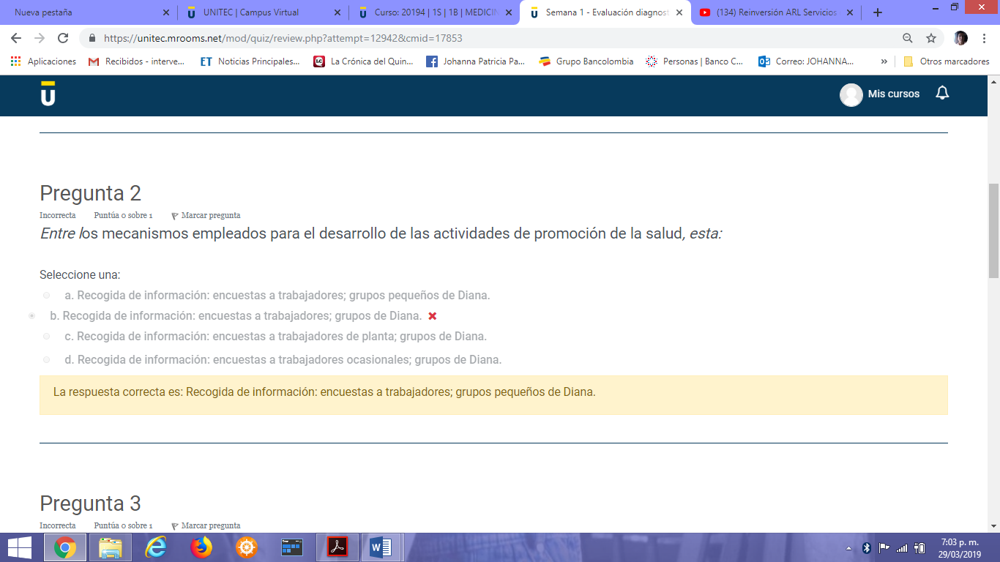 Nueva pestaña
UNITEC | Campus Virtual
Curso: 20194 | 1S | 1B | MEDICIN
Semana 1 - Evaluación diagnost
(134) Reinversión ARL Servicios
https://unitec.mrooms.net/mod/quiz/review.php?attempt=12942&cmid=17853
Aplicaciones
Recibidos - interve...
ET Noticias Principales...
La Crónica del Quin...
Johanna Patricia Pa...
Grupo Bancolombia
Personas | Banco C...
Correo: JOHANNA...
»
Otros marcadores
U
Mis cursos
Pregunta 2
Incorrecta Puntúa 0 sobre 1 Marcar pregunta
Entre los mecanismos empleados para el desarrollo de las actividades de promoción de la salud, esta:
Seleccione una:
a. Recogida de información: encuestas a trabajadores; grupos pequeños de Diana.
b. Recogida de información: encuestas a trabajadores; grupos de Diana.
c. Recogida de información: encuestas a trabajadores de planta; grupos de Diana.
d. Recogida de información: encuestas a trabajadores ocasionales; grupos de Diana.
La respuesta correcta es: Recogida de información: encuestas a trabajadores; grupos pequeños de Diana.
Pregunta 3
Incorrecta Puntúa 0 sobre 1 Marcar pregunta
7:03 p. m.
29/03/2019